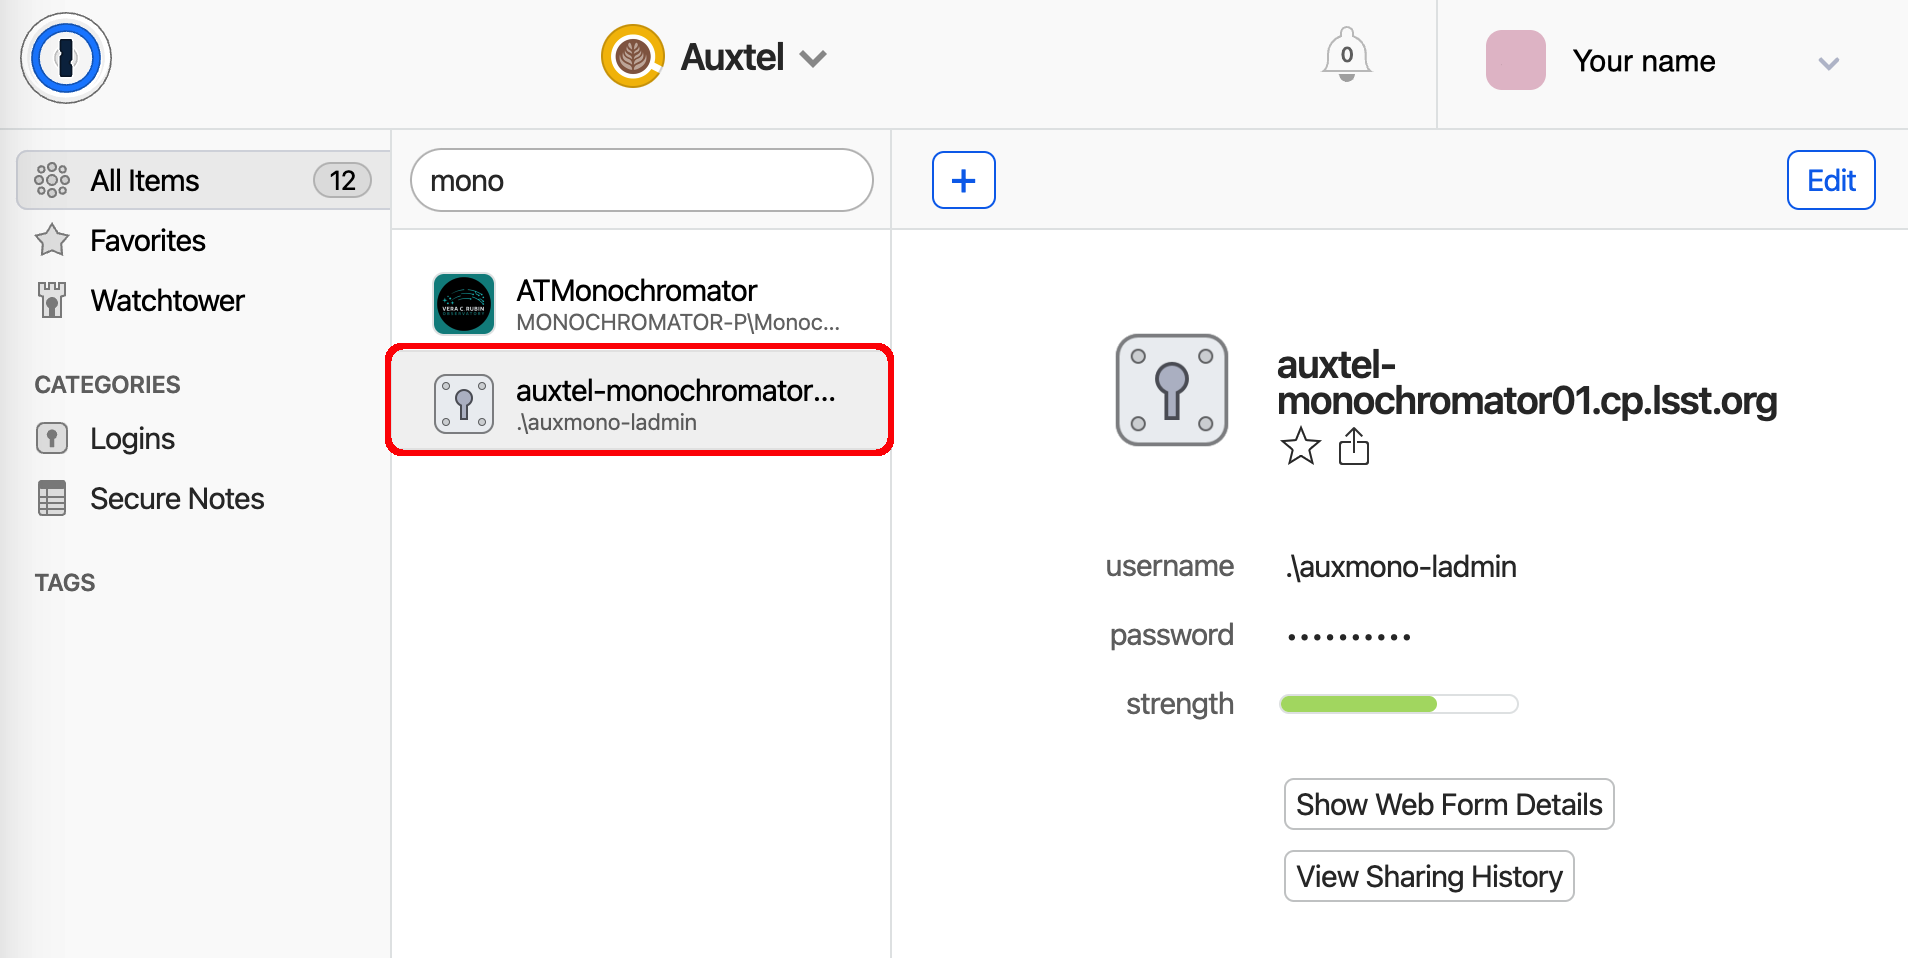 Auxtel
0
Your name
All Items 12
Favorites
Watchtower
CATEGORIES
Logins
Secure Notes
TAGS
mono
ATMonochromator
MONOCHROMATOR-P\Monoc...
auxtel-monochromator...
.\auxmono-ladmin
+
Edit
auxtel-
monochromator01.cp.lsst.org
username .\auxmono-ladmin
password ••••••••••
strength
Show Web Form Details
View Sharing History
VERA C. RUBIN
OBSERVATORY